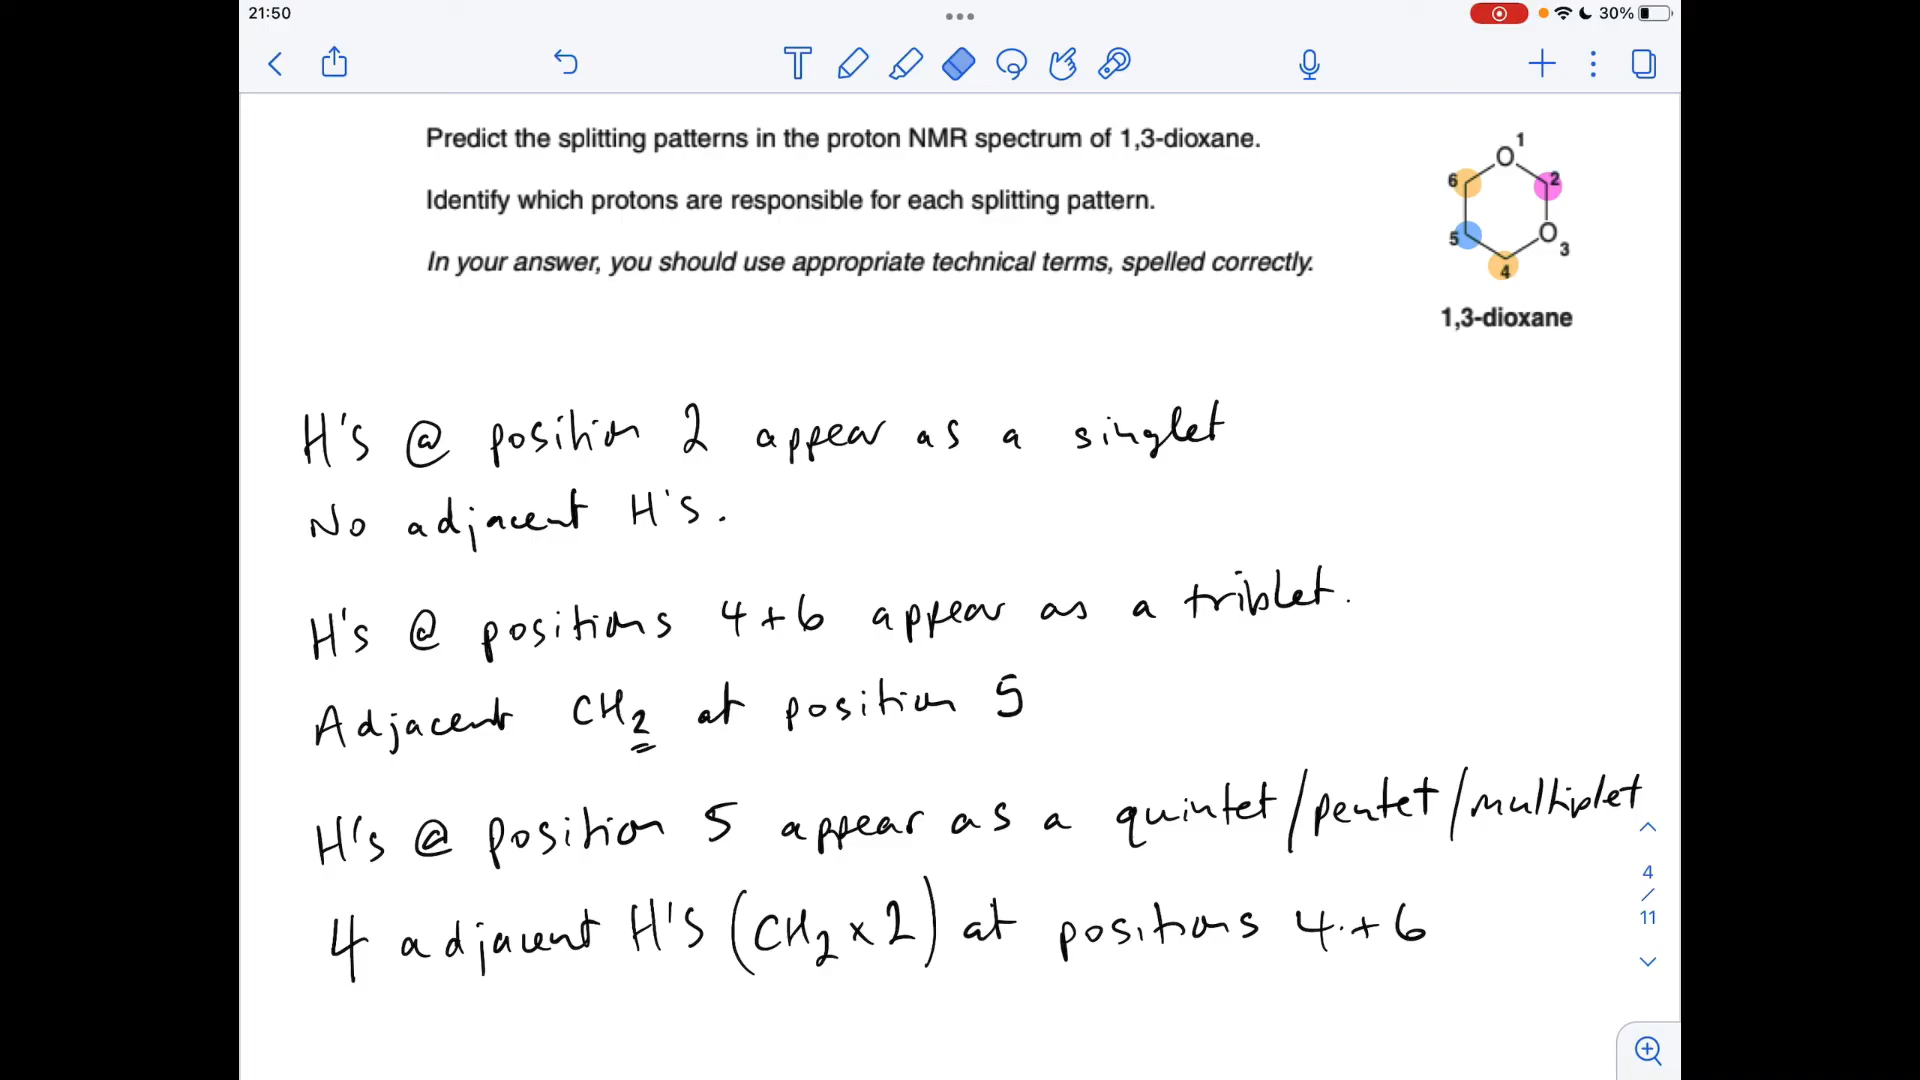 21:50
30%
Predict the splitting patterns in the proton NMR spectrum of 1,3-dioxane.
Identify which protons are responsible for each splitting pattern.
In your answer, you should use appropriate technical terms, spelled correctly.
1
O
6
2
5
O
3
4
1,3-dioxane
H's @ position 2 appear as a singlet
No adjacent H's.
H's @ positions 4+6 appear as a triplet.
Adjacent CH2 at position 5
H's @ position 5 appear as a quintet/pentet/multiplet
4 adjacent H's (CH2 x 2) at positions 4+6
4
/
11